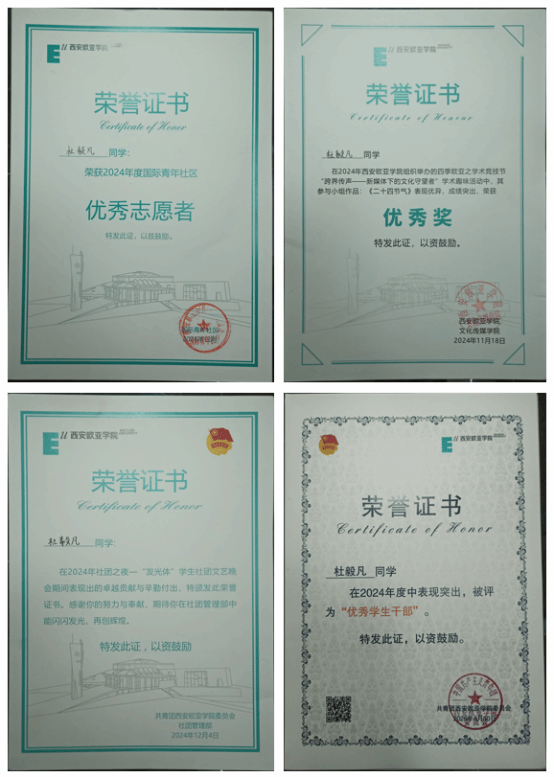 EU 西安欧亚学院
荣誉证书
Certificate of Honor
杜毅凡 同学:
荣获2024年度国际青年社区
优秀志愿者
特发此证,以资鼓励。
EU 西安欧亚学院
荣誉证书
Certificate of Honour
杜毅凡 同学
在2024年西安欧亚学院组织举办的四季欧亚之学术竞技节
“跨界传声——新媒体下的文化守望者”学术趣味活动中,其
参与小组作品:《二十四节气》表现优异,成绩突出,荣获
优秀奖
特发此证,以资鼓励。
西安欧亚学院
文化传媒学院
2024年11月18日
EU 西安欧亚学院
荣誉证书
Certificate of Honor
杜毅凡 同学:
在2024年社团之夜—“发光体”学生社团文艺晚
会期间表现出的卓越贡献与辛勤付出,特颁发此荣誉
证书。感谢你的努力与奉献,期待你在社团管理部中
能闪闪发光,再创辉煌。
特发此证,以资鼓励
共青团西安欧亚学院委员会
社团管理部
2024年12月4日
EU 西安欧亚学院
荣誉证书
Certificate of Honor
杜毅凡 同学
在2024年度中表现突出,被评
为“优秀学生干部”。
特发此证,以资鼓励。
共青团西安欧亚学院委员会